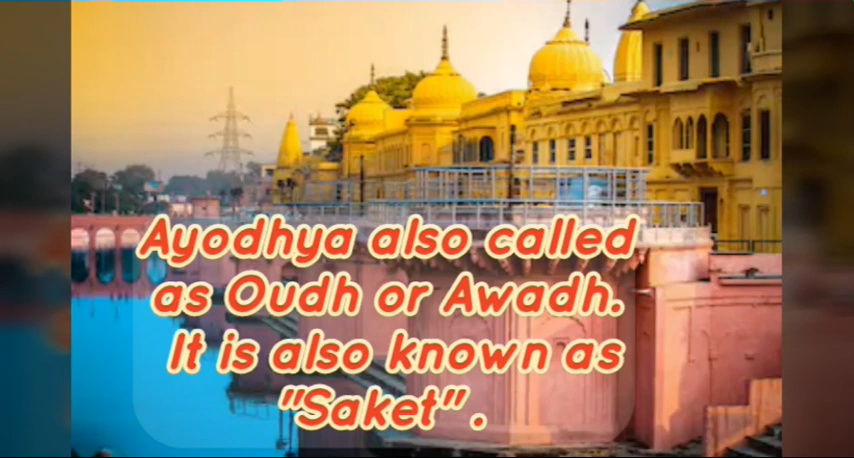 Ayodhya also called
as Oudh or Awadh.
It is also known as
"Saket".